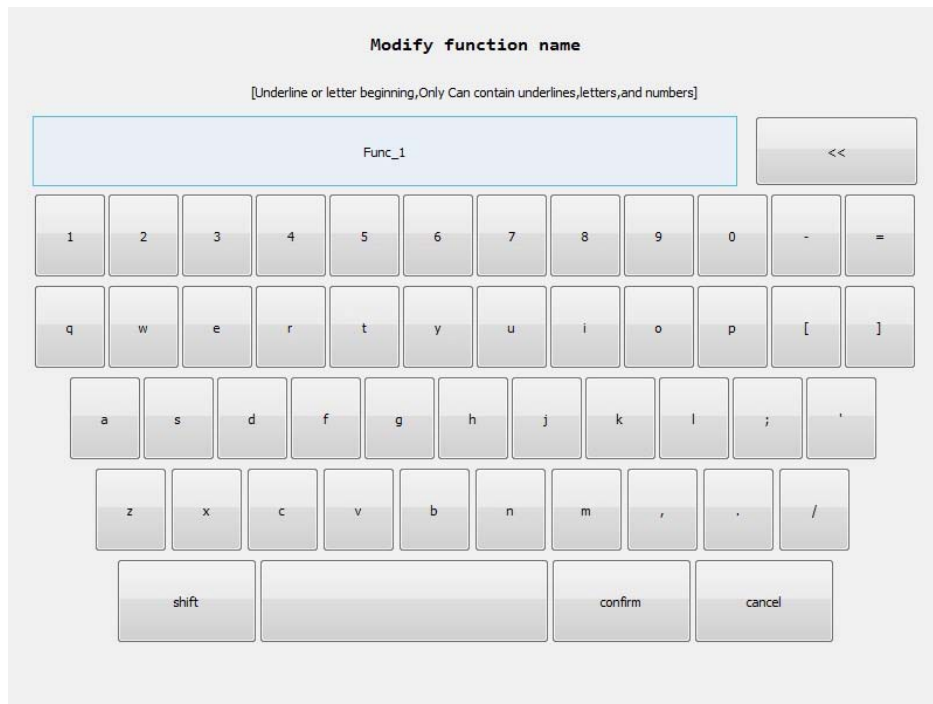 Modify function name
[Underline or letter beginning,Only Can contain underlines,letters,and numbers]
Func_1 <<
1 2 3 4 5 6 7 8 9 0 - =
q w e r t y u i o p [ ]
a s d f g h j k l ; '
z x c v b n m , . /
shift confirm cancel